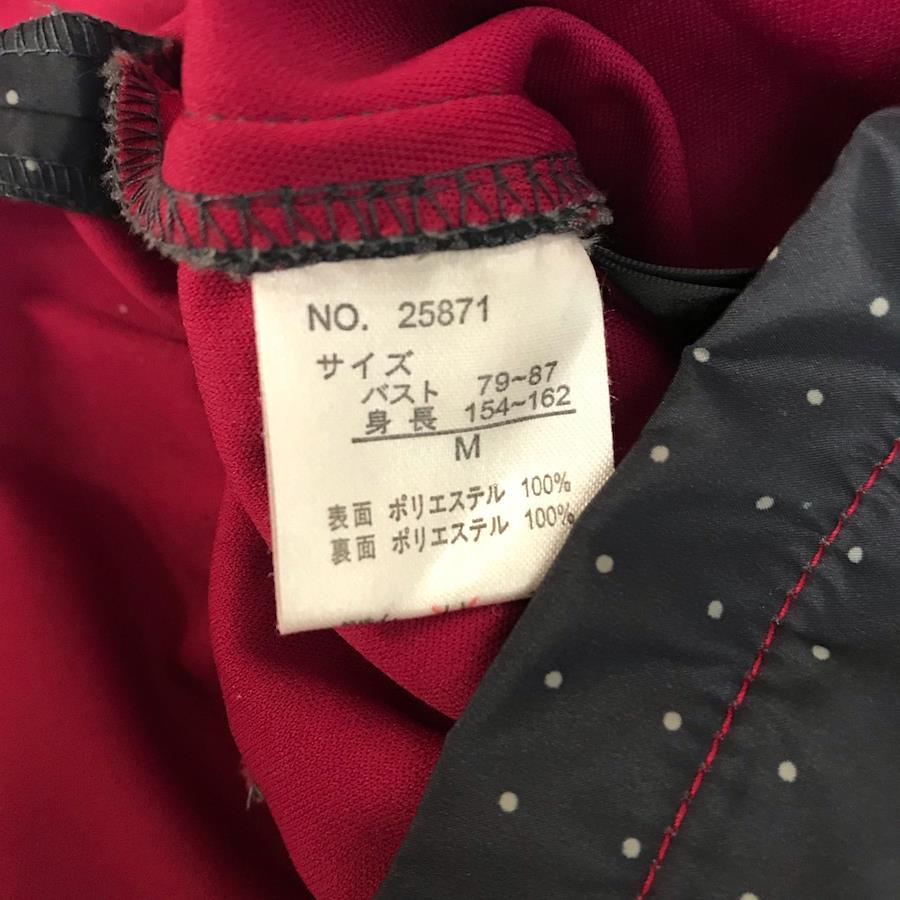 NO. 25871
サイズ
バスト 79~87
身長 154~162
M
表面 ポリエステル 100%
裏面 ポリエステル 100%